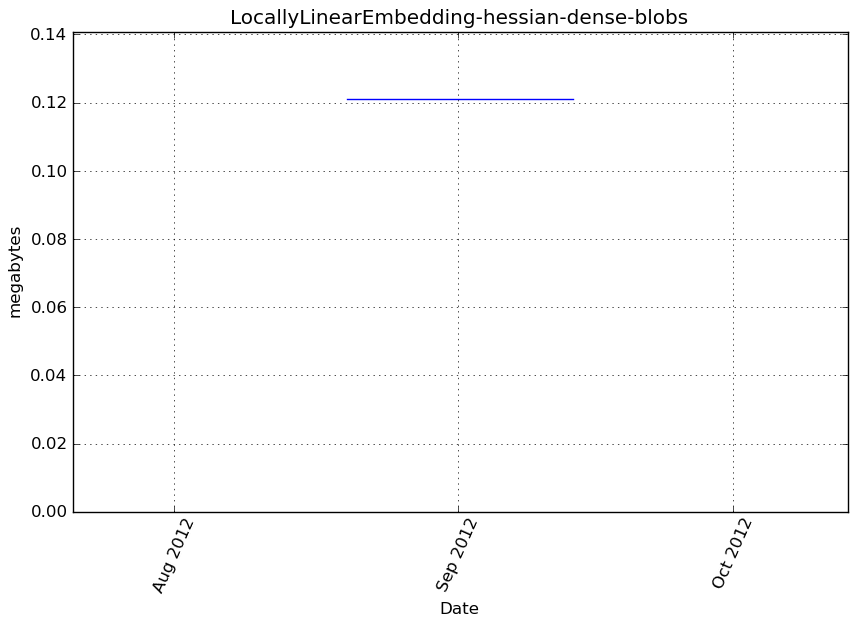 LocallyLinearEmbedding-hessian-dense-blobs
0.14
0.12
0.10
0.08
0.06
0.04
0.02
0.00
megabytes
Aug 2012
Sep 2012
Oct 2012
Date